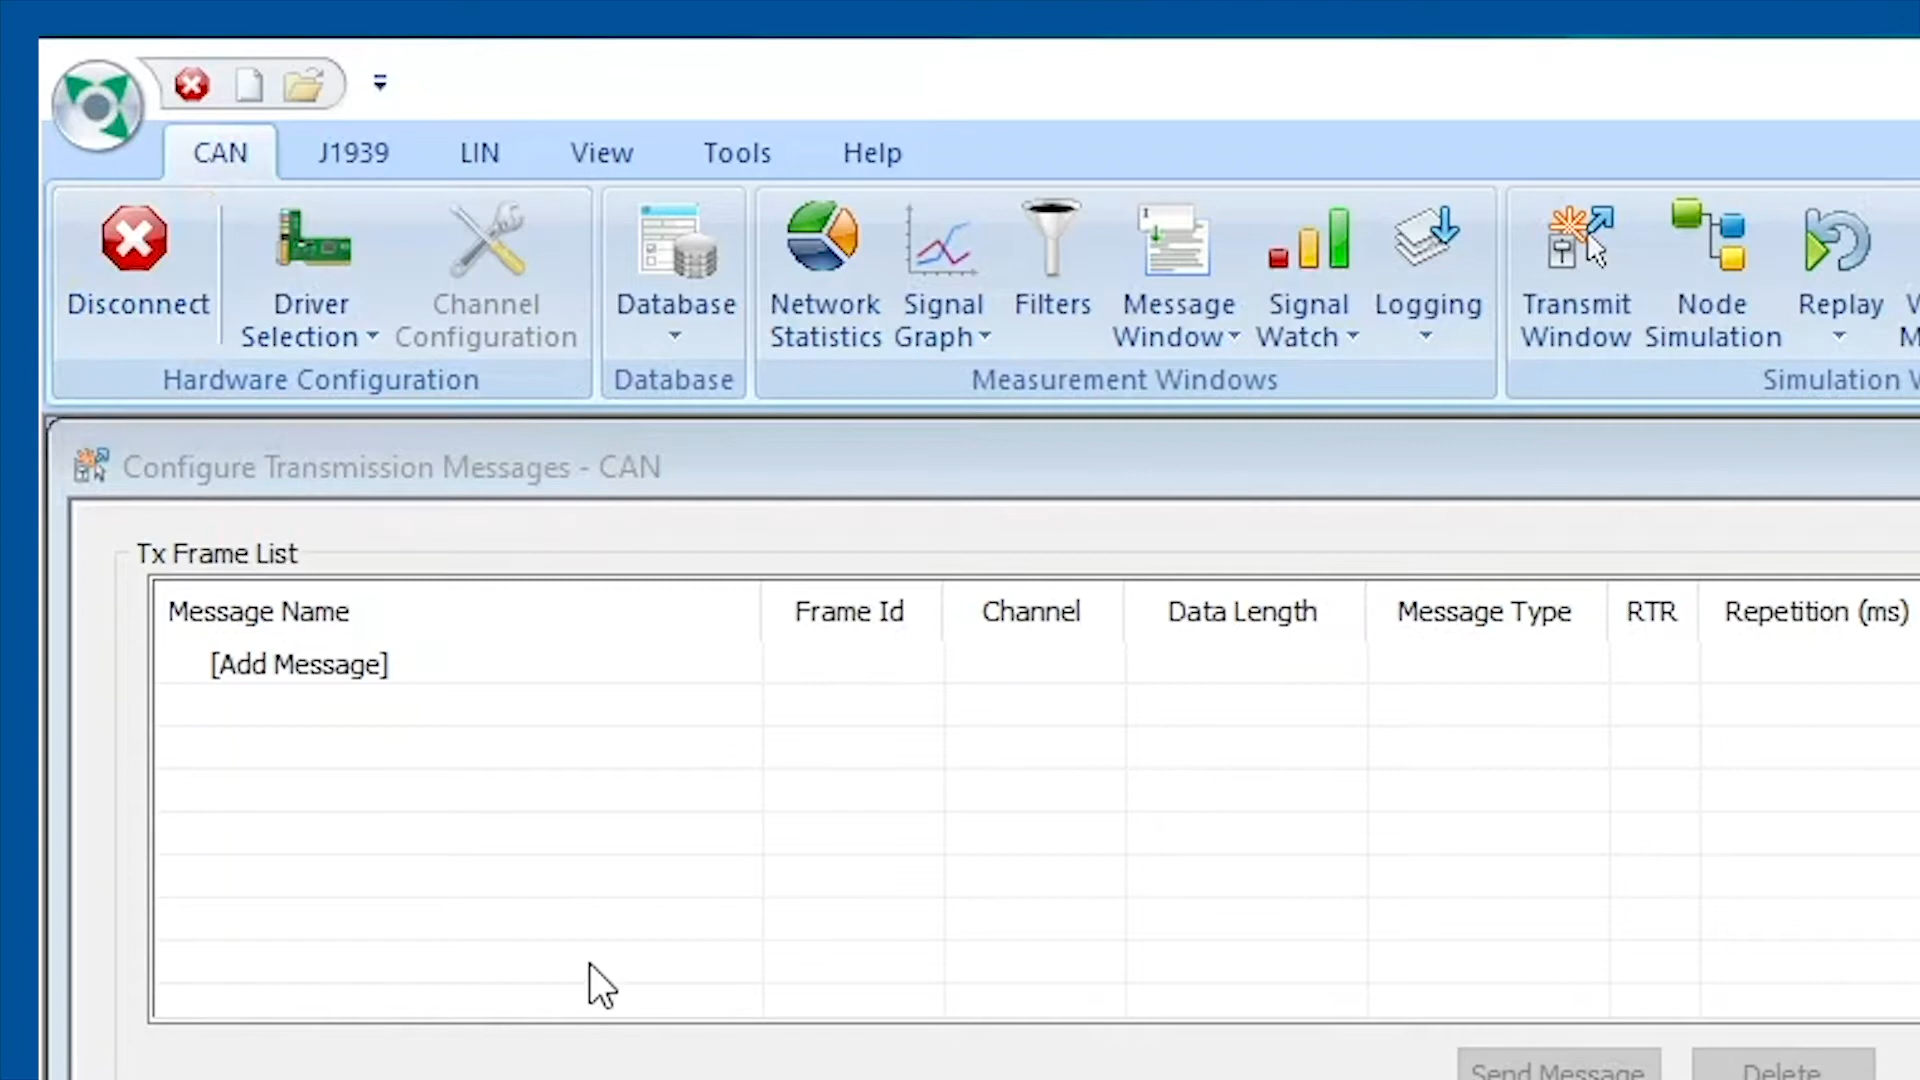 CAN J1939 LIN View Tools Help
Disconnect
Driver Selection
Channel Configuration
Hardware Configuration
Database
Database
Network Statistics
Signal Graph
Filters
Message Window
Signal Watch
Logging
Measurement Windows
Transmit Window
Node Simulation
Replay
Simulation
Configure Transmission Messages - CAN
Tx Frame List
Message Name Frame Id Channel Data Length Message Type RTR Repetition (ms)
[Add Message]
Send Message Delete